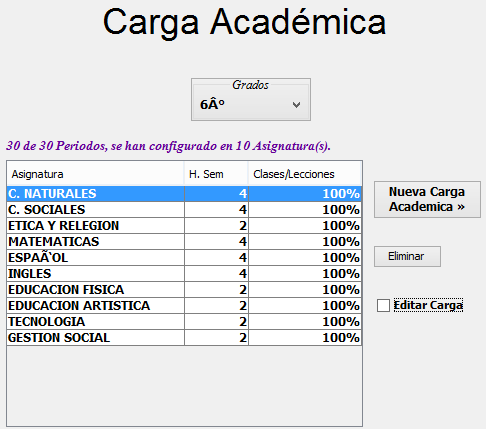 Carga Académica
Grados
6Âº
30 de 30 Periodos, se han configurado en 10 Asignatura(s).
Asignatura H. Sem Clases/Lecciones
C. NATURALES 4 100%
C. SOCIALES 4 100%
ETICA Y RELEGION 2 100%
MATEMATICAS 4 100%
ESPAÃ‘OL 4 100%
INGLES 4 100%
EDUCACION FISICA 2 100%
EDUCACION ARTISTICA 2 100%
TECNOLOGIA 2 100%
GESTION SOCIAL 2 100%
Nueva Carga
Academica »
Eliminar
Editar Carga